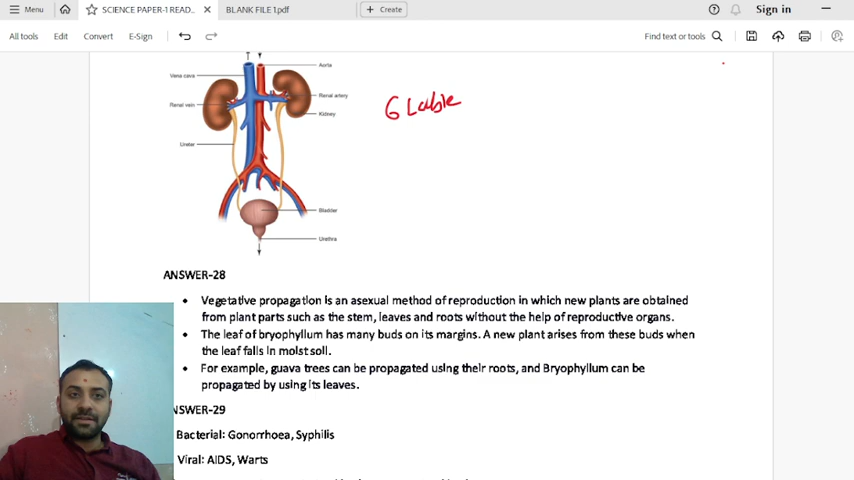 Menu
SCIENCE PAPER-1 READ...
BLANK FILE 1.pdf
Create
Sign in
All tools
Edit
Convert
E-Sign
Find text or tools
Aorta
Vena cava
Renal artery
Renal vein
Kidney
Ureter
Bladder
Urethra
6 Lable
ANSWER-28
• Vegetative propagation is an asexual method of reproduction in which new plants are obtained
from plant parts such as the stem, leaves and roots without the help of reproductive organs.
• The leaf of bryophyllum has many buds on its margins. A new plant arises from these buds when
the leaf falls in moist soil.
• For example, guava trees can be propagated using their roots, and Bryophyllum can be
propagated by using its leaves.
NSWER-29
Bacterial: Gonorrhoea, Syphilis
Viral: AIDS, Warts